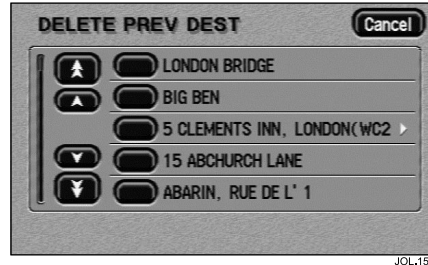 DELETE PREV DEST
Cancel
LONDON BRIDGE
BIG BEN
5 CLEMENTS INN, LONDON(WC2
15 ABCHURCH LANE
ABARIN, RUE DE L' 1
JOL.15